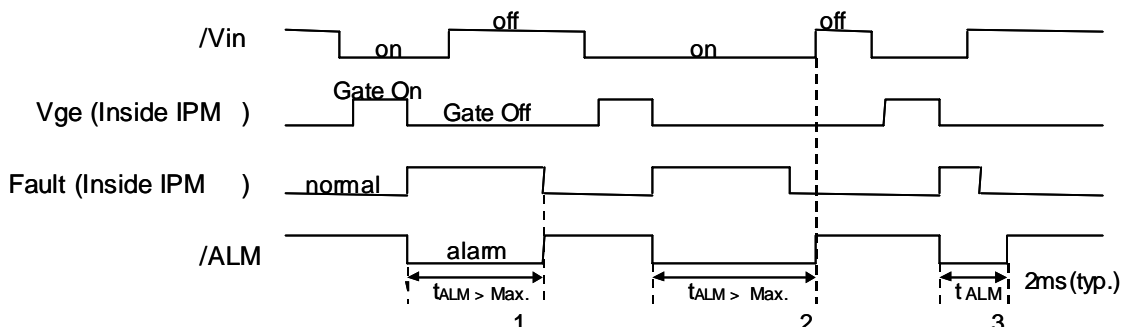 /Vin
on
off
on
off
Vge (Inside IPM )
Gate On
Gate Off
Fault (Inside IPM )
normal
/ALM
alarm
tALM > Max.
tALM > Max.
tALM
2ms(typ.)
1
2
3